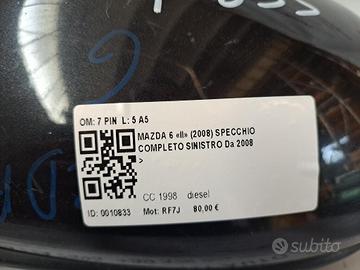 OM: 7 PIN L: 5 A5
MAZDA 6 «II» (2008) SPECCHIO
COMPLETO SINISTRO Da 2008
>
CC 1998 diesel
ID: 0010833 Mot: RF7J 80,00 €
subito